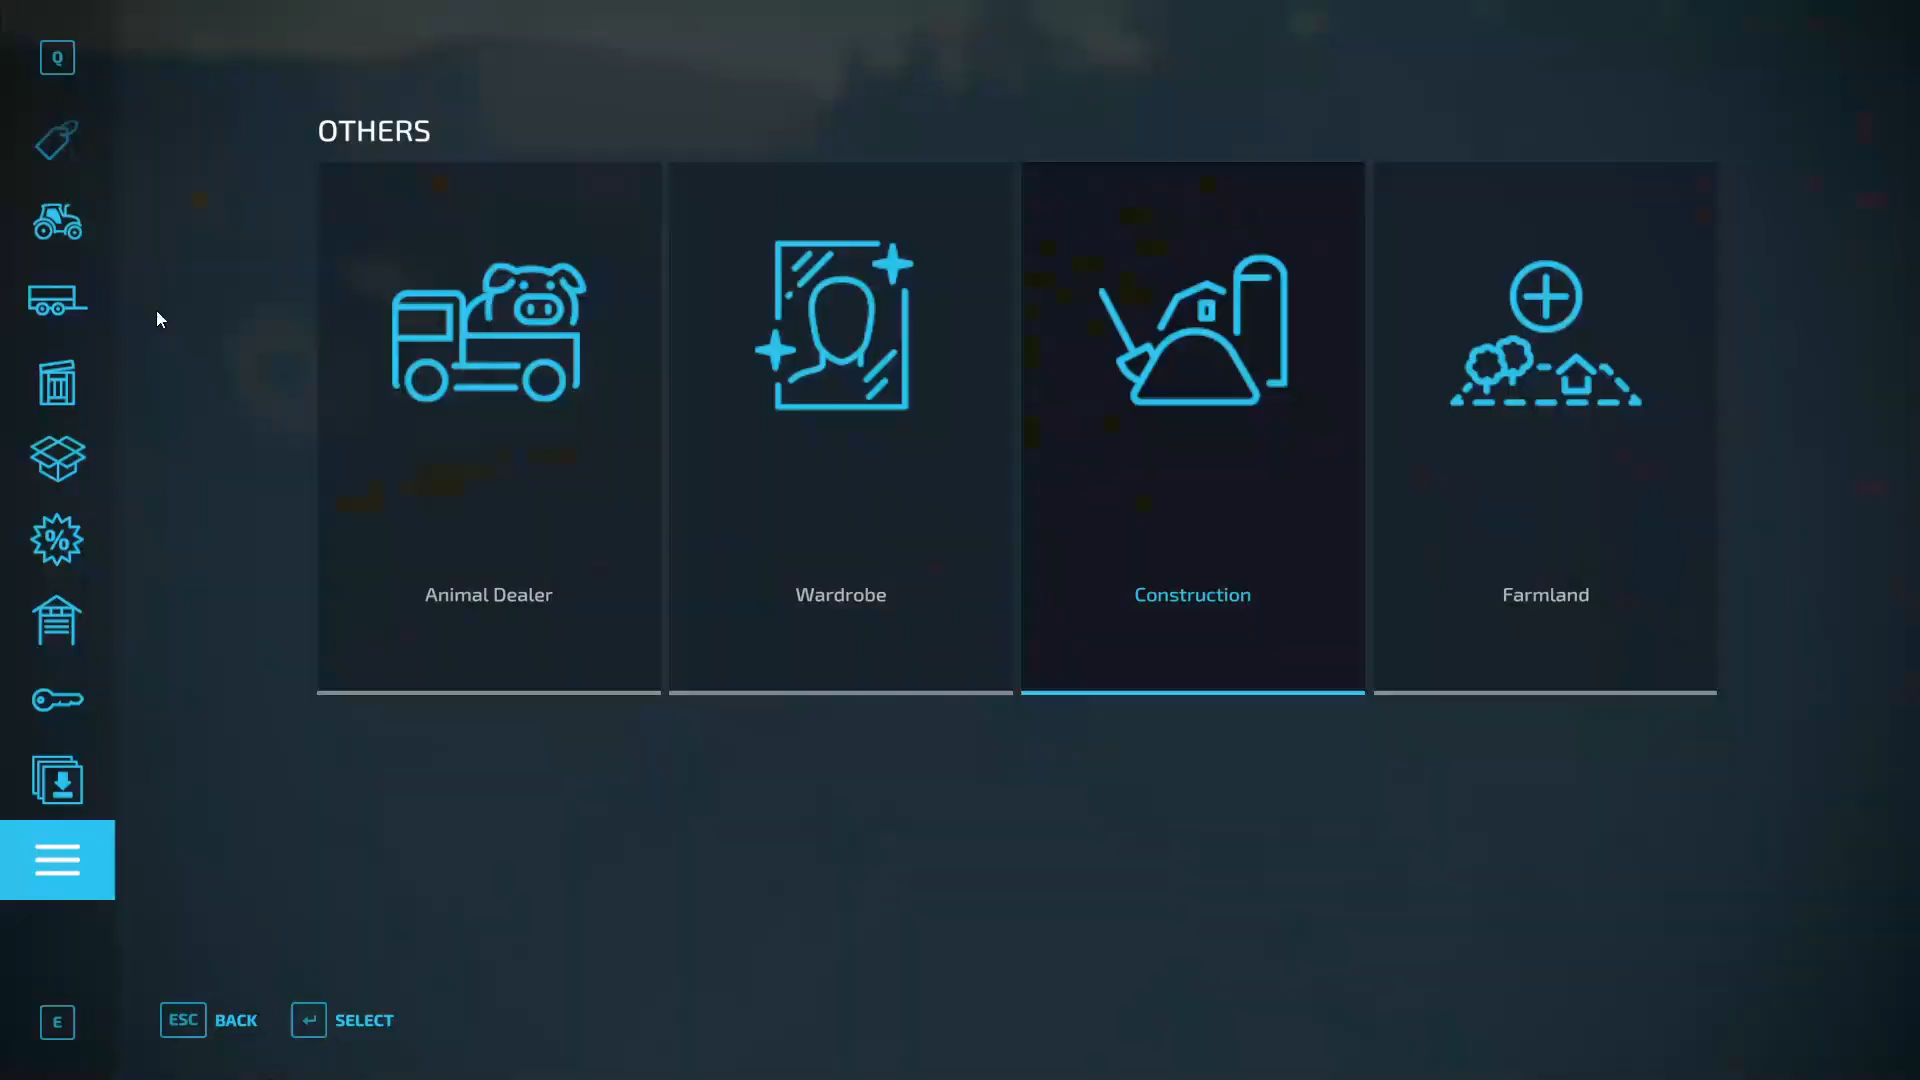 Q
OTHERS
%
Animal Dealer
Wardrobe
Construction
Farmland
E
ESC BACK
SELECT